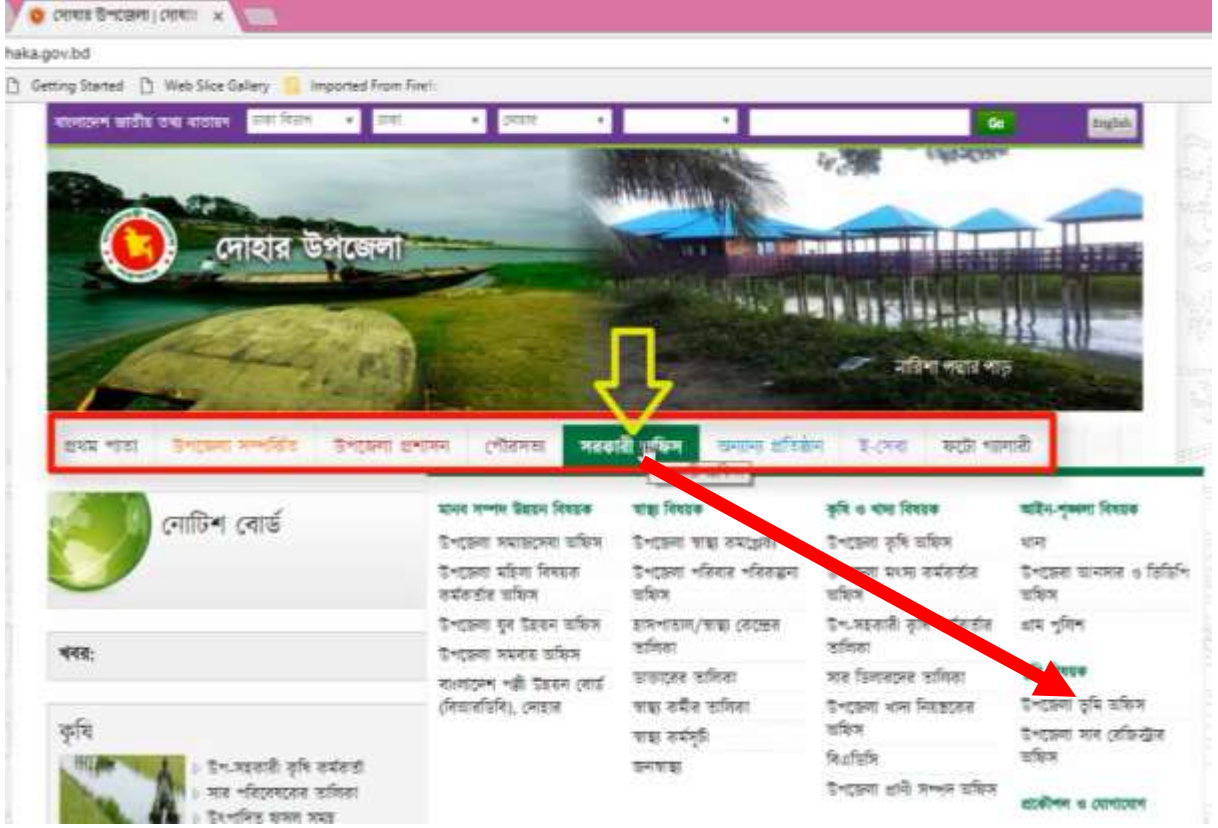 দোহার উপজেলা | দোহার
haka.gov.bd
Getting Started Web Slice Gallery Imported From Firef
বাংলাদেশ জাতীয় তথ্য বাতায়ন ঢাকা বিভাগ ঢাকা দোহার Go English
দোহার উপজেলা
নারিশা পদ্মার পাড়
প্রথম পাতা উপজেলা সম্পর্কিত উপজেলা প্রশাসন পৌরসভা সরকারী অফিস অন্যান্য প্রতিষ্ঠান ই-সেবা ফটো গ্যালারী
নোটিশ বোর্ড
খবর:
কৃষি
উপ-সহকারী কৃষি কর্মকর্তা
সার পরিবেষকের তালিকা
উৎপাদিত ফসল সমূহ
মানব সম্পদ উন্নয়ন বিষয়ক
উপজেলা সমাজসেবা অফিস
উপজেলা মহিলা বিষয়ক
কর্মকর্তার অফিস
উপজেলা যুব উন্নয়ন অফিস
উপজেলা সমবায় অফিস
বাংলাদেশ পল্লী উন্নয়ন বোর্ড
(বিআরডিবি), দোহার
স্বাস্থ্য বিষয়ক
উপজেলা স্বাস্থ্য কমপ্লেক্স
উপজেলা পরিবার পরিকল্পনা
অফিস
হাসপাতাল/স্বাস্থ্য কেন্দ্রের
তালিকা
ডাক্তারের তালিকা
স্বাস্থ্য কর্মীর তালিকা
স্বাস্থ্য কর্মসূচি
জনস্বাস্থ্য
কৃষি ও খাদ্য বিষয়ক
উপজেলা কৃষি অফিস
উপজেলা মৎস্য কর্মকর্তার
অফিস
উপ-সহকারী কৃষি কর্মকর্তার
তালিকা
সার ডিলারদের তালিকা
উপজেলা খাদ্য নিয়ন্ত্রকের
অফিস
বিএডিসি
উপজেলা প্রাণী সম্পদ অফিস
আইন-শৃঙ্খলা বিষয়ক
থানা
উপজেলা আনসার ও ভিডিপি
অফিস
গ্রাম পুলিশ
বিষয়ক
উপজেলা ভূমি অফিস
উপজেলা সাব রেজিস্ট্রার
অফিস
প্রকৌশল ও যোগাযোগ